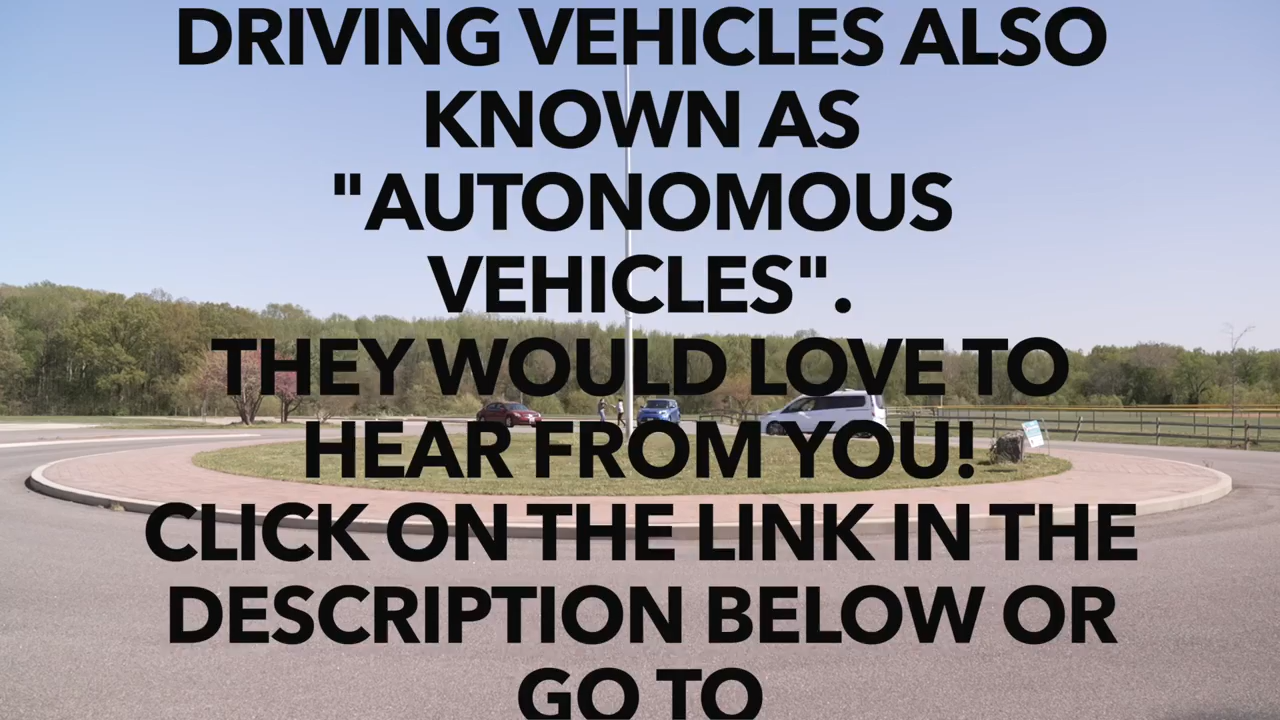 DRIVING VEHICLES ALSO
KNOWN AS
"AUTONOMOUS
VEHICLES".
THEY WOULD LOVE TO
HEAR FROM YOU!
CLICK ON THE LINK IN THE
DESCRIPTION BELOW OR
GO TO